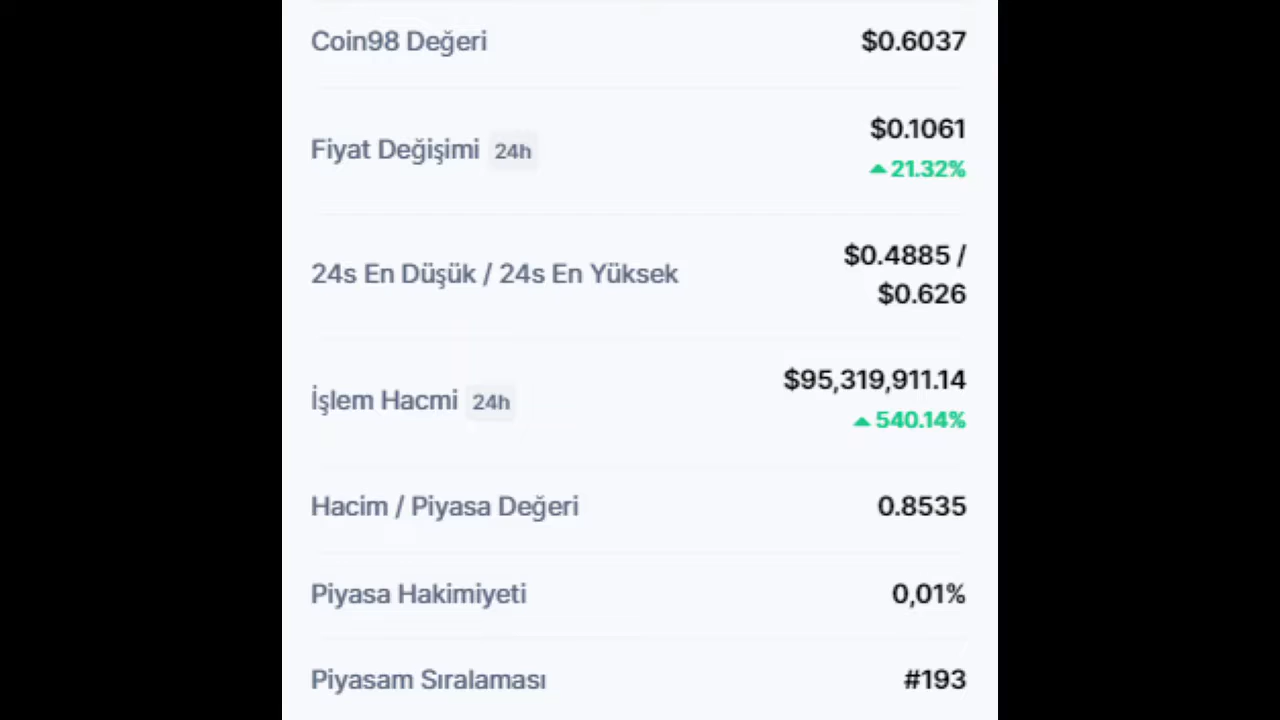 Coin98 Değeri $0.6037
Fiyat Değişimi 24h $0.1061
21.32%
24s En Düşük / 24s En Yüksek $0.4885 /
$0.626
İşlem Hacmi 24h $95,319,911.14
540.14%
Hacim / Piyasa Değeri 0.8535
Piyasa Hakimiyeti 0,01%
Piyasam Sıralaması #193